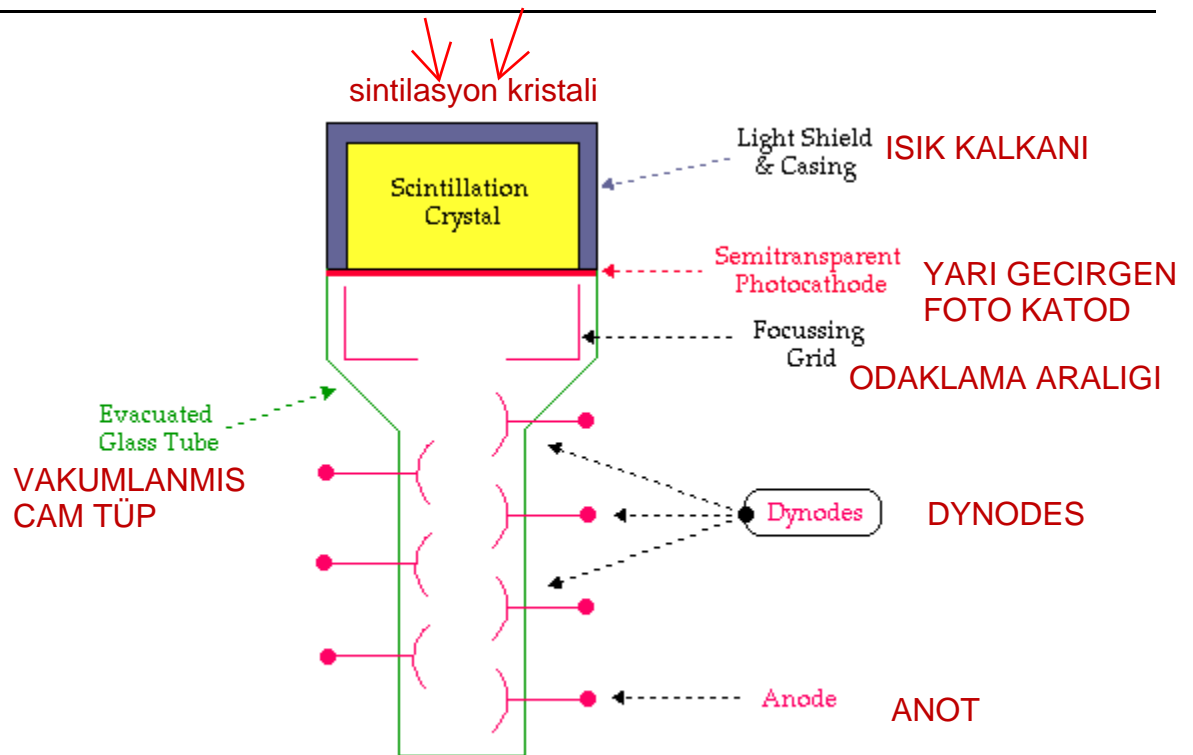 sintilasyon kristali
Light Shield
& Casing
ISIK KALKANI
Scintillation
Crystal
Semitransparent
Photocathode
YARI GECIRGEN
FOTO KATOD
Focussing
Grid
ODAKLAMA ARALIGI
Evacuated
Glass Tube
VAKUMLANMIS
CAM TÜP
Dynodes
DYNODES
Anode
ANOT